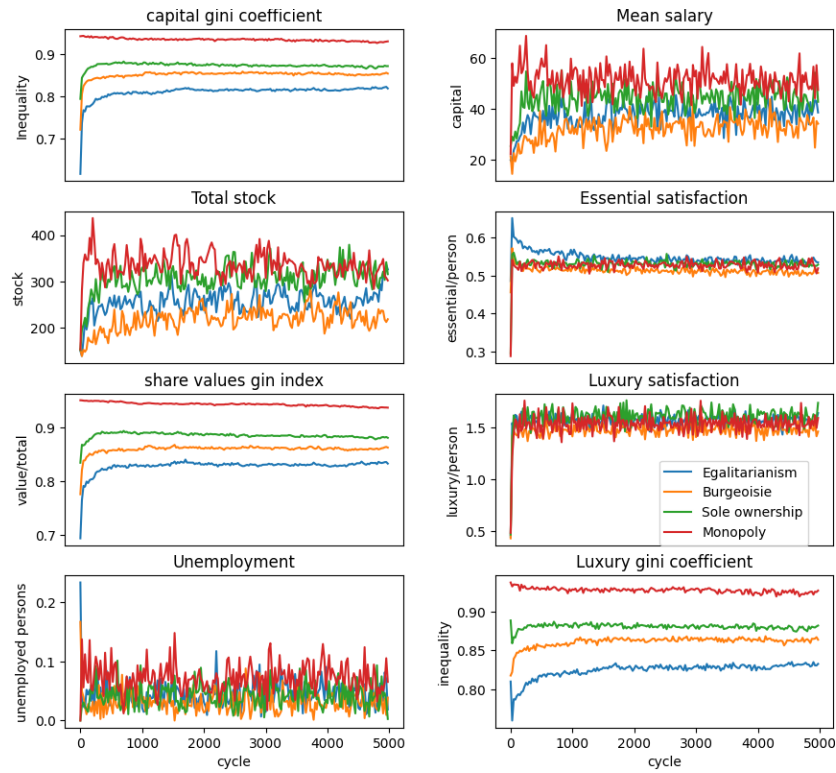 capital gini coefficient
Inequality
0.9
0.8
0.7
Mean salary
capital
60
40
20
Total stock
stock
400
300
200
Essential satisfaction
essential/person
0.6
0.5
0.4
0.3
share values gin index
value/total
0.9
0.8
0.7
Luxury satisfaction
luxury/person
1.5
1.0
0.5
Egalitarianism
Burgeoisie
Sole ownership
Monopoly
Unemployment
unemployed persons
0.2
0.1
0.0
0 1000 2000 3000 4000 5000
cycle
Luxury gini coefficient
inequality
0.90
0.85
0.80
0 1000 2000 3000 4000 5000
cycle